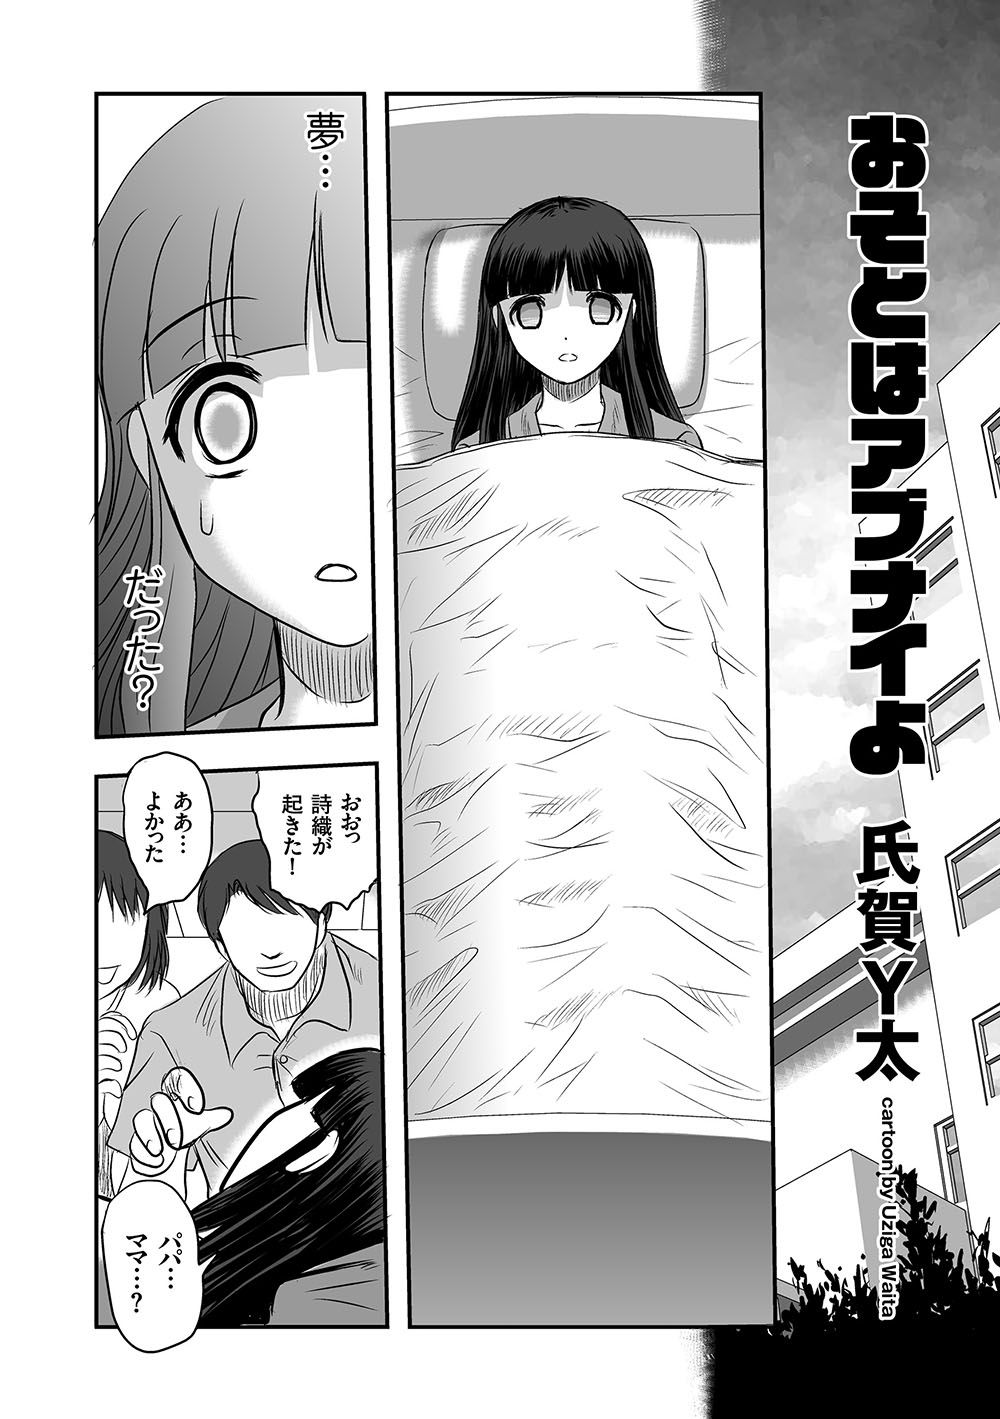 おそとはアブナイよ
氏賀Y太
cartoon by Uziga Waita
夢…
だった?
おおっ
詩織が
起きた!
ああ…
よかった
パパ…
ママ…?